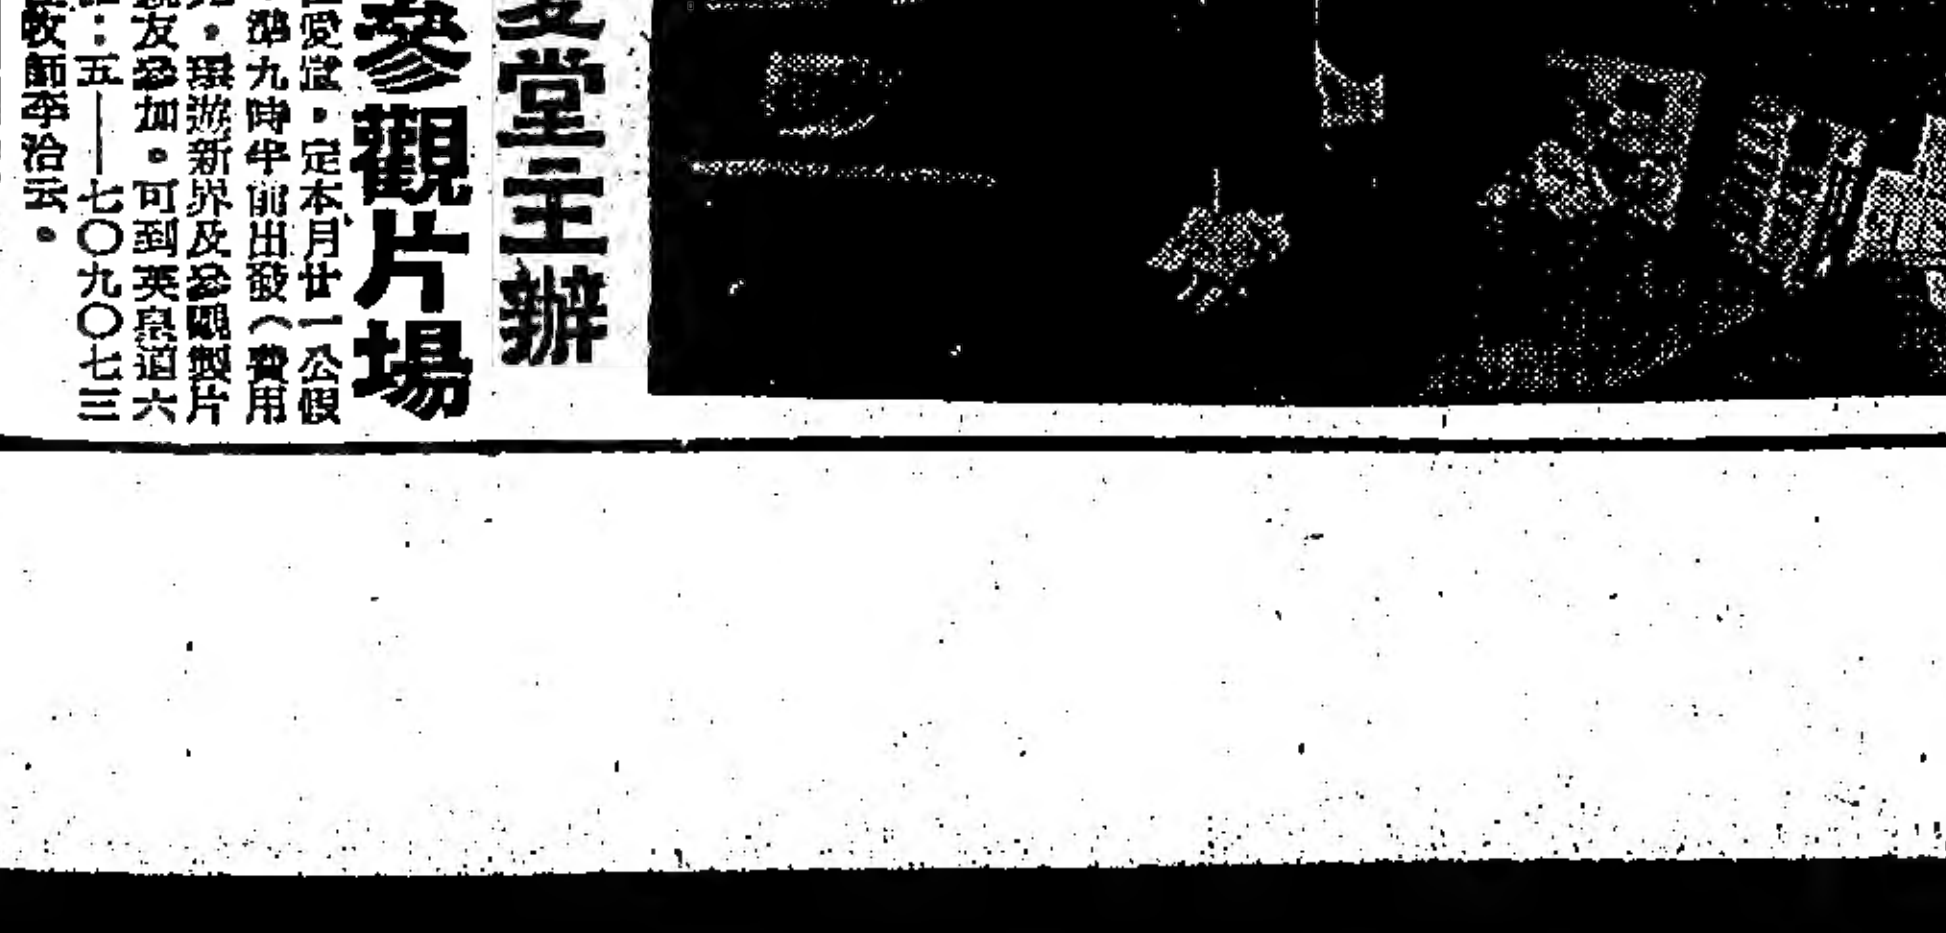 堂主辦
參觀片場
愛堂。定本月廿一公假
準九時半前出發（費用
。環遊新界及參觀製片
友參加。可到英皇道六
：五——七〇九〇七三
牧師李洽云。